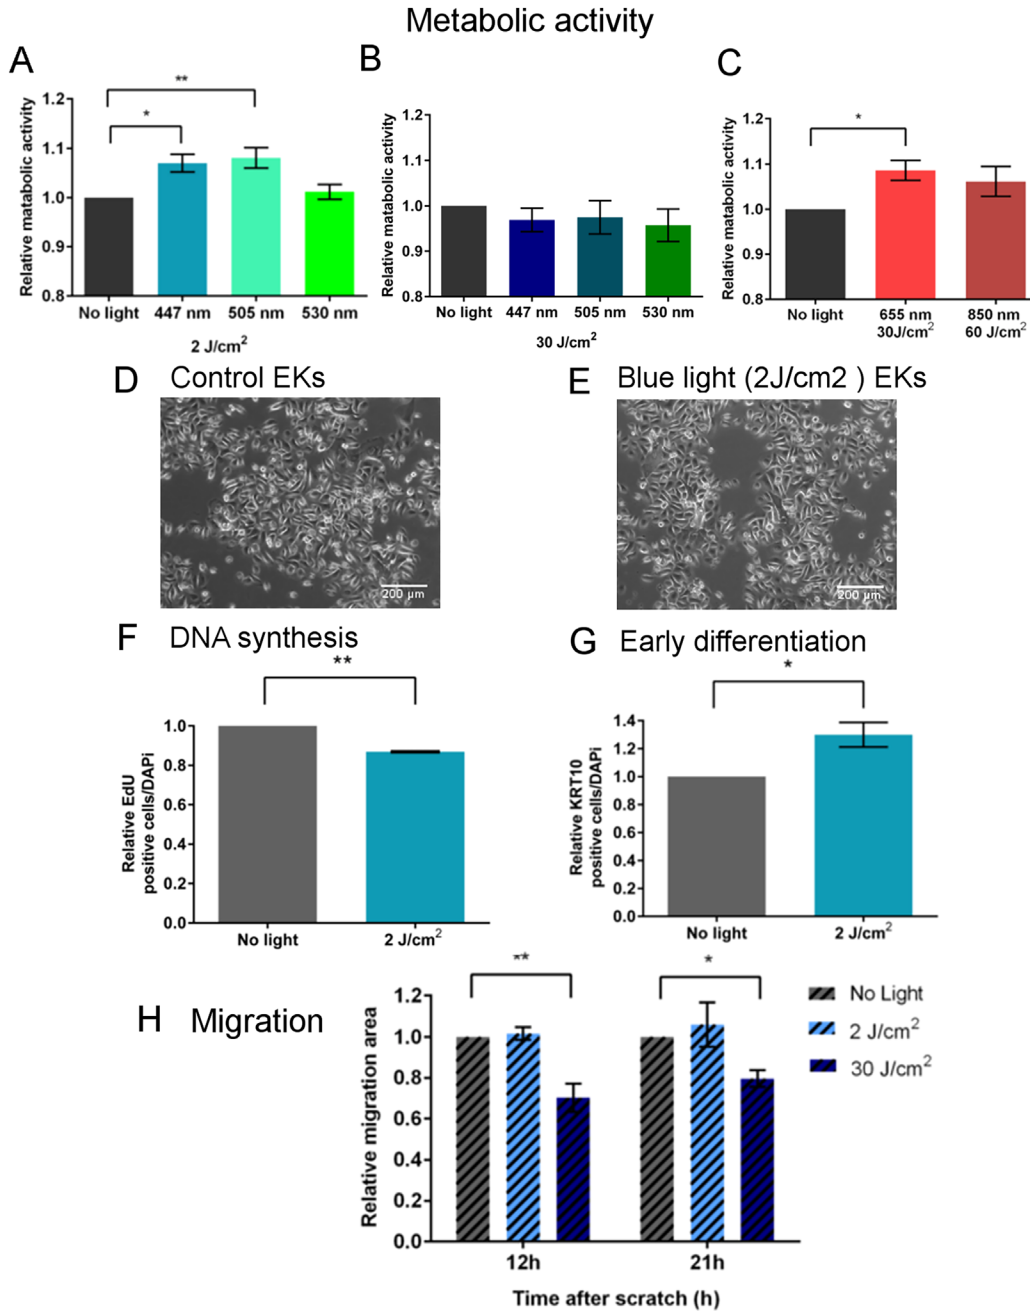 Metabolic activity
A
Relative matabolic activity
1.2
1.1
1.0
0.9
0.8
**
*
No light 447 nm 505 nm 530 nm
2 J/cm²
B
Relative matabolic activity
1.2
1.1
1.0
0.9
0.8
No light 447 nm 505 nm 530 nm
30 J/cm²
C
Relative matabolic activity
1.2
1.1
1.0
0.9
0.8
*
No light 655 nm 850 nm
30J/cm² 60 J/cm²
D Control EKs
200 µm
E Blue light (2J/cm2 ) EKs
200 µm
F DNA synthesis
**
Relative EdU
positive cells/DAPi
1.0
0.8
0.6
0.4
0.2
0.0
No light 2 J/cm²
G Early differentiation
*
Relative KRT10
positive cells/DAPi
1.4
1.2
1.0
0.8
0.6
0.4
0.2
0.0
No light 2 J/cm²
H Migration
Relative migration area
1.2
1.0
0.8
0.6
0.4
0.2
0.0
**
*
12h 21h
Time after scratch (h)
No Light
2 J/cm²
30 J/cm²